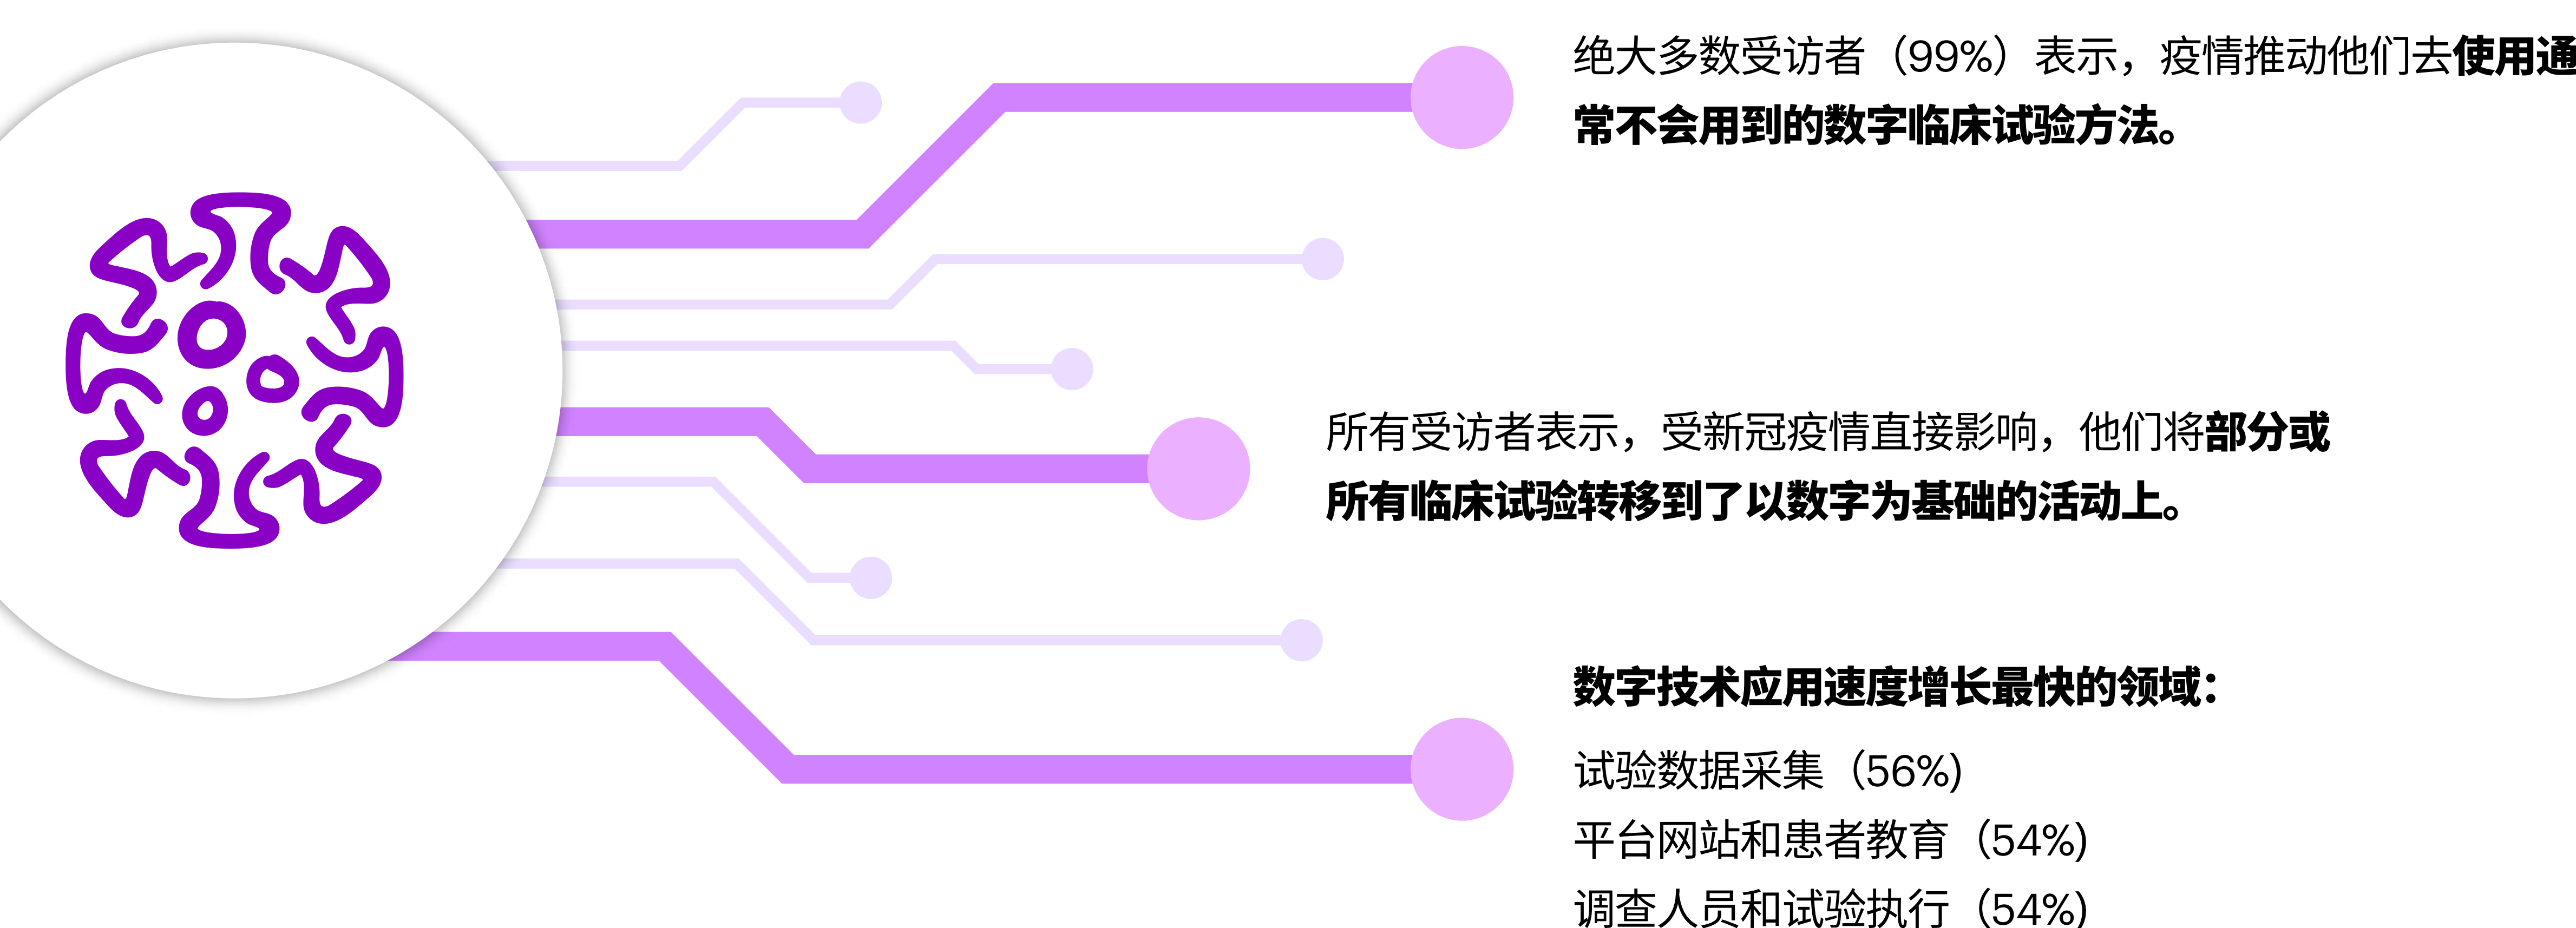 绝大多数受访者（99%）表示，疫情推动他们去使用通
常不会用到的数字临床试验方法。
所有受访者表示，受新冠疫情直接影响，他们将部分或
所有临床试验转移到了以数字为基础的活动上。
数字技术应用速度增长最快的领域：
试验数据采集（56%)
平台网站和患者教育（54%)
调查人员和试验执行（54%)